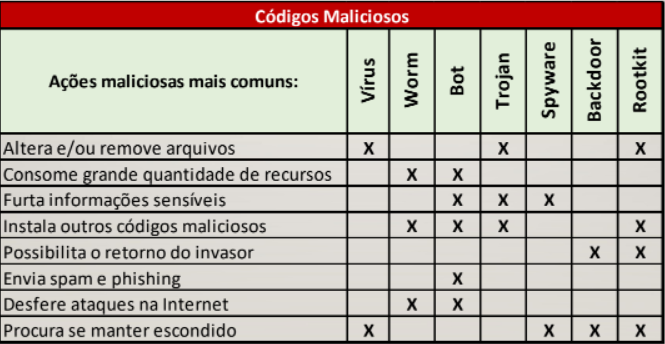 Códigos Maliciosos
Ações maliciosas mais comuns: Vírus Worm Bot Trojan Spyware Backdoor Rootkit
Altera e/ou remove arquivos X X X
Consome grande quantidade de recursos X X
Furta informações sensíveis X X X
Instala outros códigos maliciosos X X X X
Possibilita o retorno do invasor X X
Envia spam e phishing X
Desfere ataques na Internet X X
Procura se manter escondido X X X X